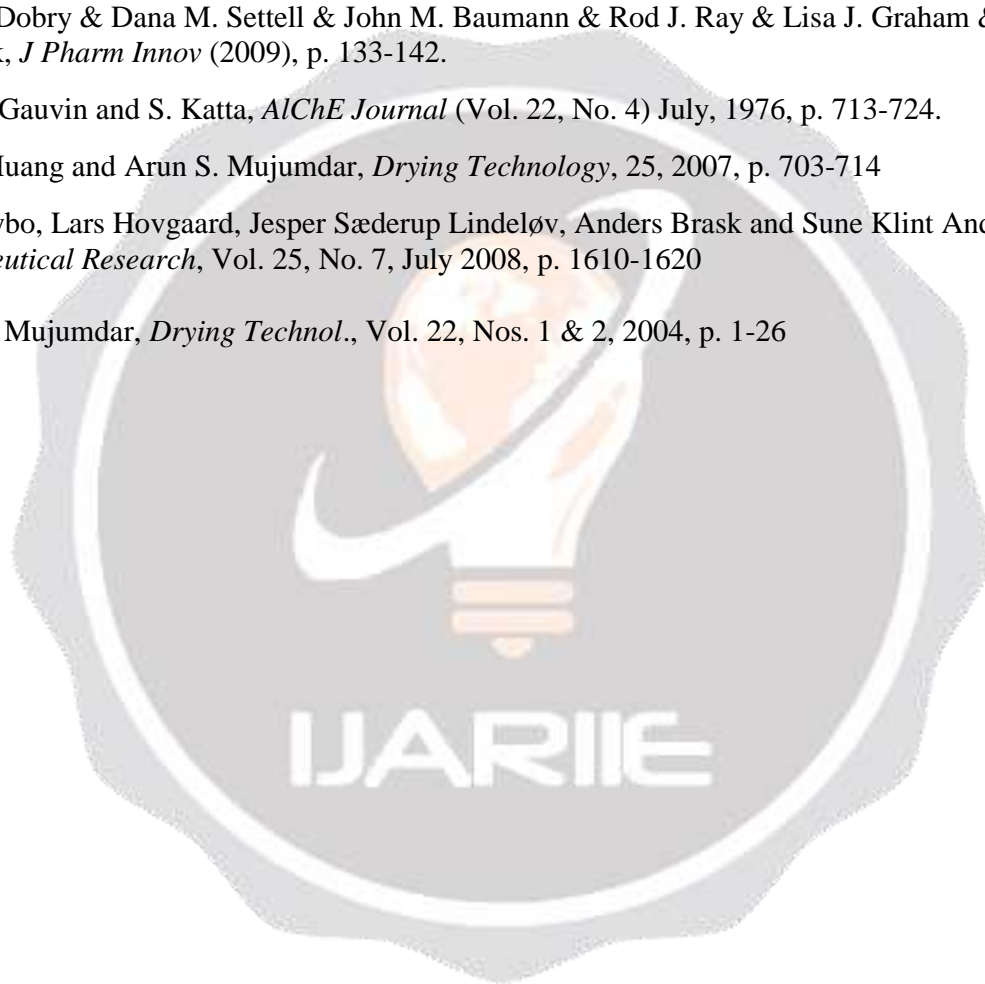 Dobry & Dana M. Settell & John M. Baumann & Rod J. Ray & Lisa J. Graham &
, J Pharm Innov (2009), p. 133-142.
Gauvin and S. Katta, AlChE Journal (Vol. 22, No. 4) July, 1976, p. 713-724.
Huang and Arun S. Mujumdar, Drying Technology, 25, 2007, p. 703-714
ybo, Lars Hovgaard, Jesper Sæderup Lindeløv, Anders Brask and Sune Klint And
eutical Research, Vol. 25, No. 7, July 2008, p. 1610-1620
Mujumdar, Drying Technol., Vol. 22, Nos. 1 & 2, 2004, p. 1-26
IJARIIE